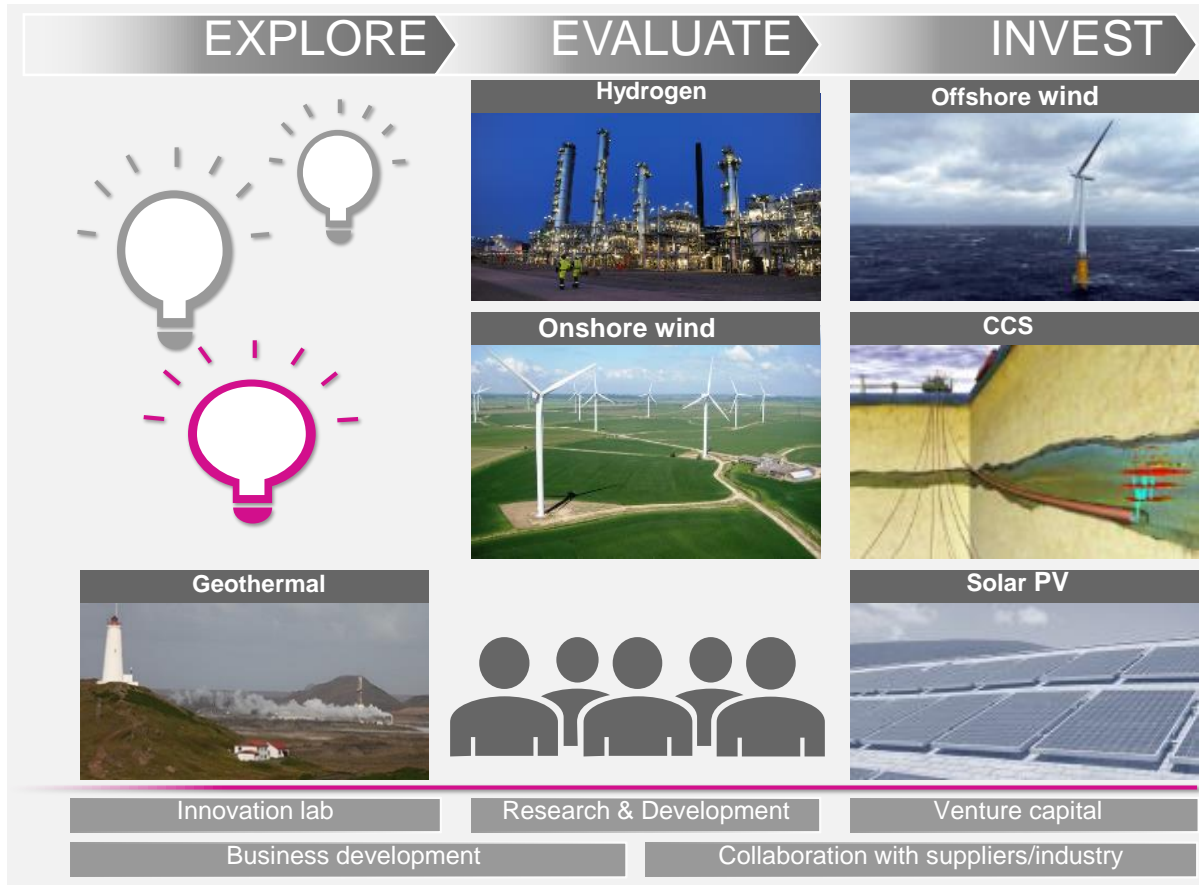 EXPLORE
EVALUATE
INVEST
Hydrogen
Offshore wind
Onshore wind
CCS
Geothermal
Solar PV
Innovation lab
Research & Development
Venture capital
Business development
Collaboration with suppliers/industry